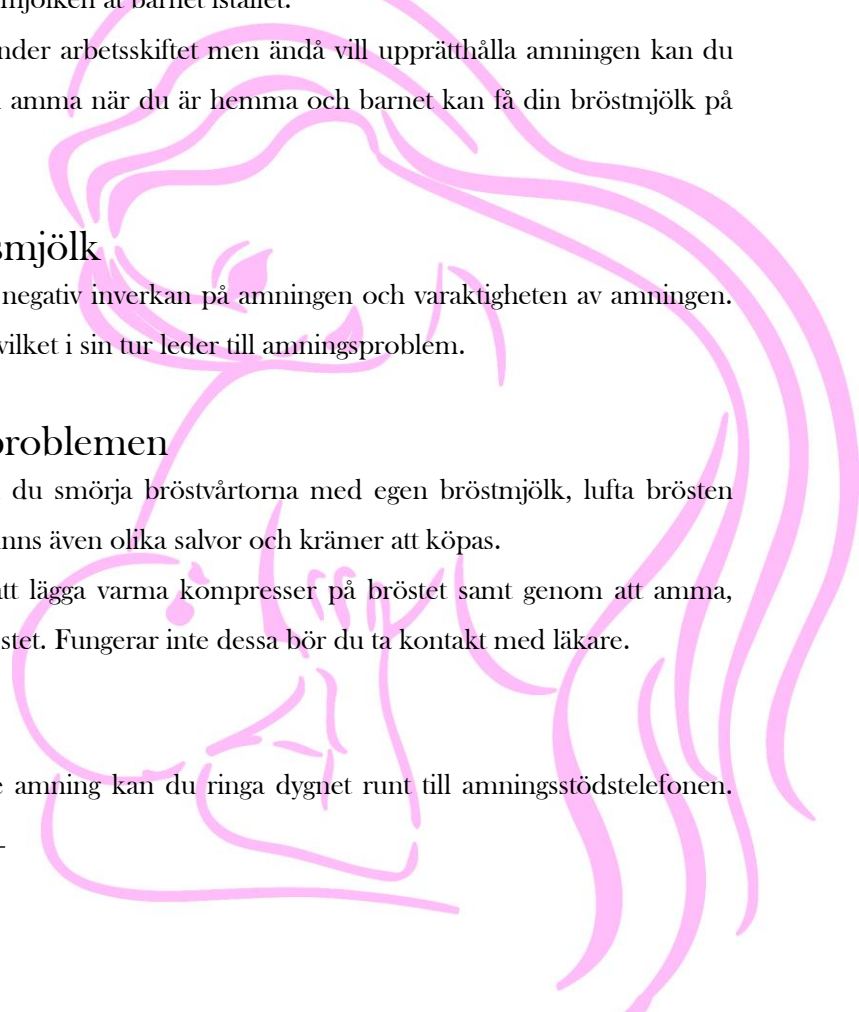 mjölken åt barnet istället.
nder arbetsskiftet men ändå vill upprätthålla amningen kan du
amma när du är hemma och barnet kan få din bröstmjölk på
smjölk
negativ inverkan på amningen och varaktigheten av amningen.
vilket i sin tur leder till amningsproblem.
problemen
du smörja bröstvårtorna med egen bröstmjölk, lufta brösten
nns även olika salvor och krämer att köpas.
tt lägga varma kompresser på bröstet samt genom att amma,
stet. Fungerar inte dessa bör du ta kontakt med läkare.
e amning kan du ringa dygnet runt till amningsstödstelefonen.
–